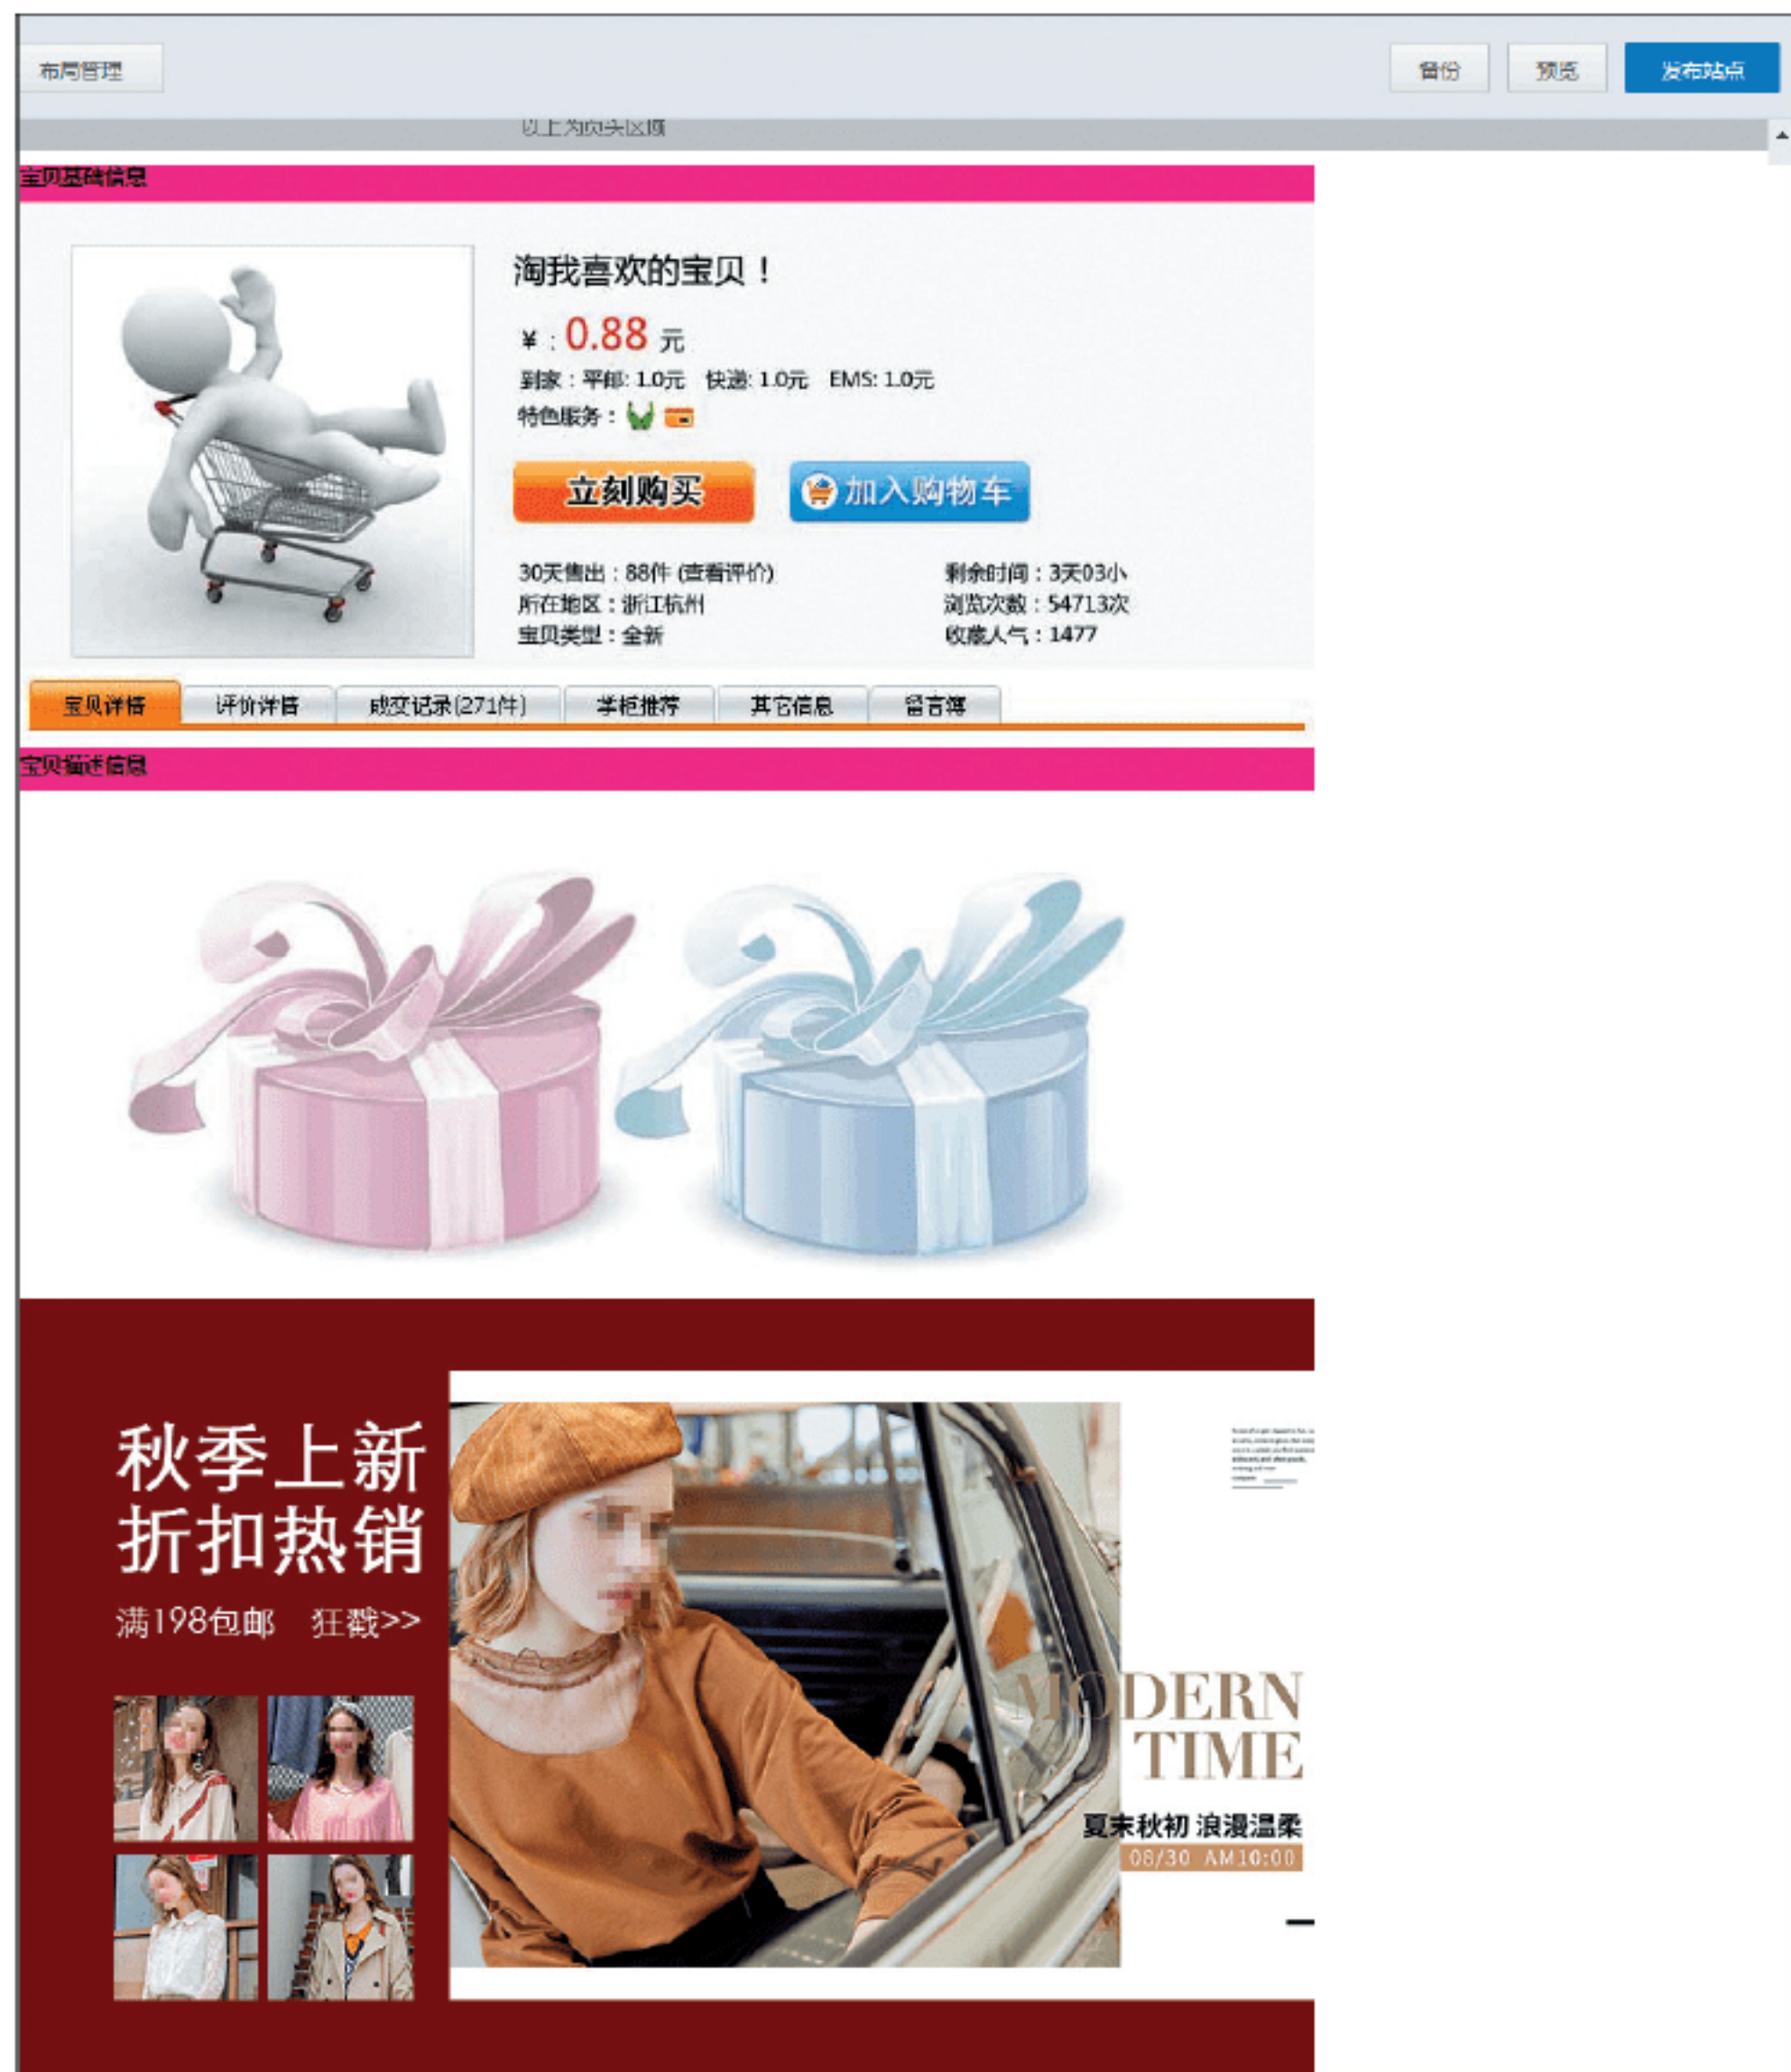 布局管理
备份
预览
发布站点
以上为页头区域
宝贝基础信息
淘我喜欢的宝贝！
¥：0.88 元
到家：平邮: 1.0元 快递: 1.0元 EMS: 1.0元
特色服务：
立刻购买
加入购物车
30天售出：88件 (查看评价)
剩余时间：3天03小
所在地区：浙江杭州
浏览次数：54713次
宝贝类型：全新
收藏人气：1477
宝贝详情
评价详情
成交记录(271件)
掌柜推荐
其它信息
留言簿
宝贝描述信息
秋季上新
折扣热销
满198包邮 狂戳>>
MODERN
TIME
夏末秋初 浪漫温柔
08/30 AM10:00